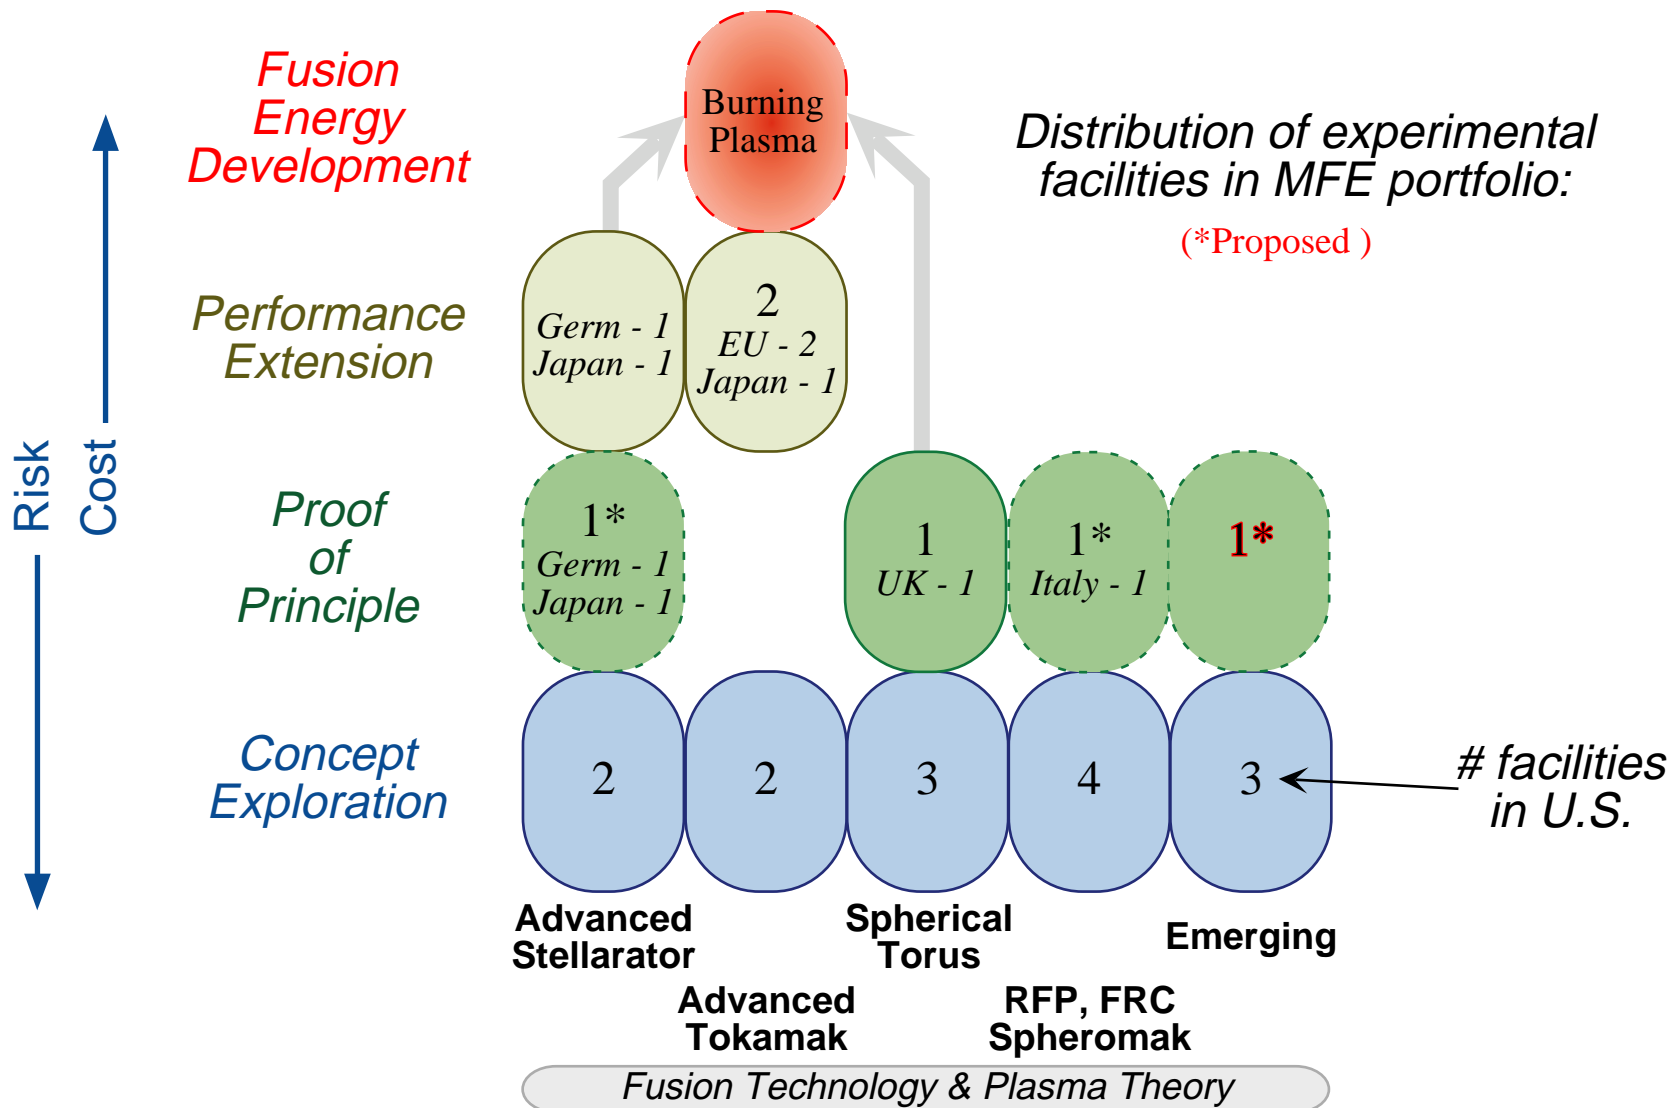 Fusion
Energy
Development
Burning
Plasma
Distribution of experimental
facilities in MFE portfolio:
(*Proposed )
Performance
Extension
Germ - 1
Japan - 1
2
EU - 2
Japan - 1
Risk
Cost
Proof
of
Principle
1*
Germ - 1
Japan - 1
1
UK - 1
1*
Italy - 1
1*
Concept
Exploration
2
2
3
4
3
# facilities
in U.S.
Advanced
Stellarator
Advanced
Tokamak
Spherical
Torus
RFP, FRC
Spheromak
Emerging
Fusion Technology & Plasma Theory